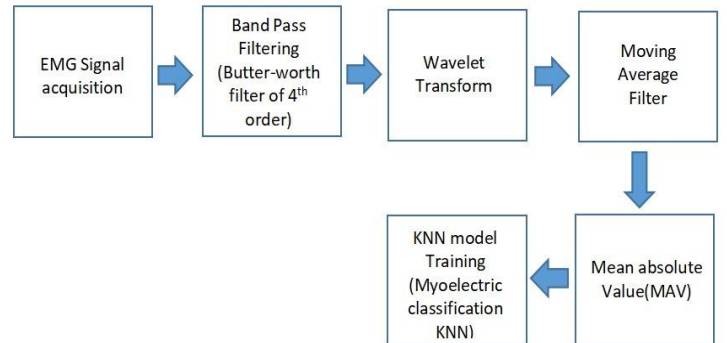 EMG Signal
acquisition
Band Pass
Filtering
(Butter-worth
filter of 4th
order)
Wavelet
Transform
Moving
Average
Filter
Mean absolute
Value(MAV)
KNN model
Training
(Myoelectric
classification
KNN)